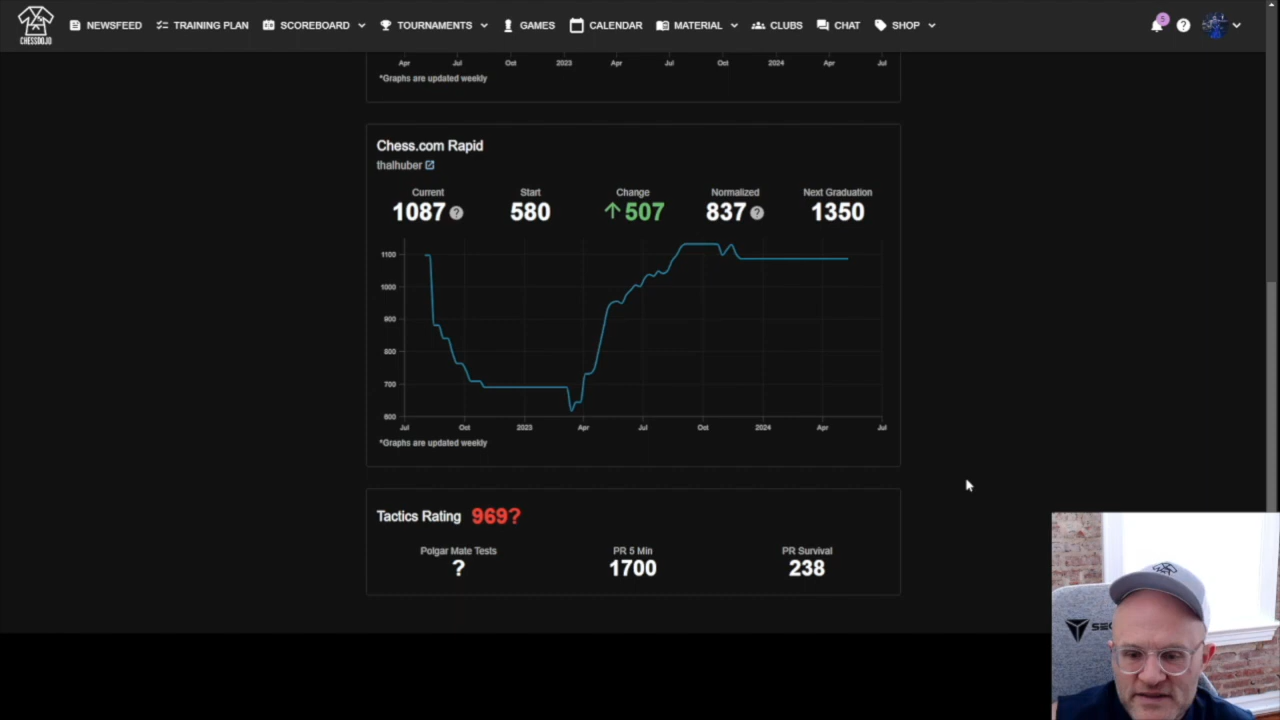 CHESSDOJO
NEWSFEED TRAINING PLAN SCOREBOARD TOURNAMENTS GAMES CALENDAR MATERIAL CLUBS CHAT SHOP
Apr Jul Oct 2023 Apr Jul Oct 2024 Apr Jul
*Graphs are updated weekly
Chess.com Rapid
thalhuber
Current Start Change Normalized Next Graduation
1087 ? 580 ↑507 837 ? 1350
1100
1000
900
800
700
600
Jul Oct 2023 Apr Jul Oct 2024 Apr Jul
*Graphs are updated weekly
Tactics Rating 969?
Polgar Mate Tests PR 5 Min PR Survival
? 1700 238